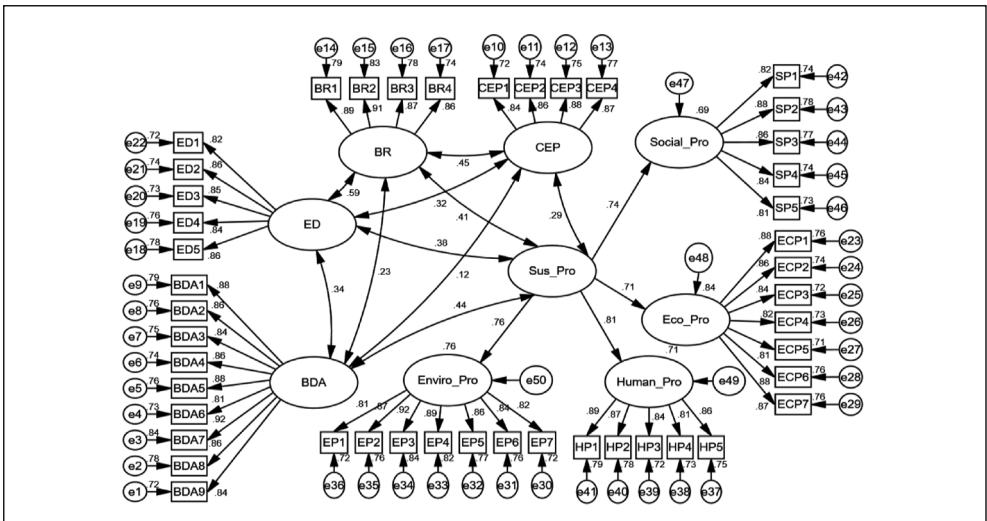 e14 e15 e16 e17
.79 .83 .78 .74
BR1 BR2 BR3 BR4
.89 .91 .87 .86
BR
e10 e11 e12 e13
.72 .74 .75 .77
CEP1 CEP2 CEP3 CEP4
.84 .86 .88 .87
CEP
e47
.69
Social_Pro
.82 SP1 .74 e42
.88 SP2 .78 e43
.86 SP3 .77 e44
.84 SP4 .74 e45
.81 SP5 .73 e46
e22 .72 ED1 .82
e21 .74 ED2 .86
e20 .73 ED3 .85
e19 .76 ED4 .84
e18 .78 ED5 .86
ED
.45
.59
.32
.41
.29
.74
.38
.23
.12
.34
.44
Sus_Pro
.71
.76
.81
e48
.84
Eco_Pro
.88 ECP1 .76 e23
.86 ECP2 .74 e24
.84 ECP3 .72 e25
.82 ECP4 .73 e26
.81 ECP5 .71 e27
.88 ECP6 .76 e28
.87 ECP7 .76 e29
e9 .79 BDA1 .88
e8 .76 BDA2 .86
e7 .75 BDA3 .84
e6 .74 BDA4 .86
e5 .76 BDA5 .88
e4 .73 BDA6 .81
e3 .84 BDA7 .92
e2 .78 BDA8 .86
e1 .72 BDA9 .84
BDA
.76
Enviro_Pro
e50
.81 .87 .92 .89 .86 .84 .82
EP1 EP2 EP3 EP4 EP5 EP6 EP7
.72 .76 .84 .82 .77 .76 .72
e36 e35 e34 e33 e32 e31 e30
.71
Human_Pro
e49
.89 .87 .84 .81 .86
HP1 HP2 HP3 HP4 HP5
.79 .78 .72 .73 .75
e41 e40 e39 e38 e37